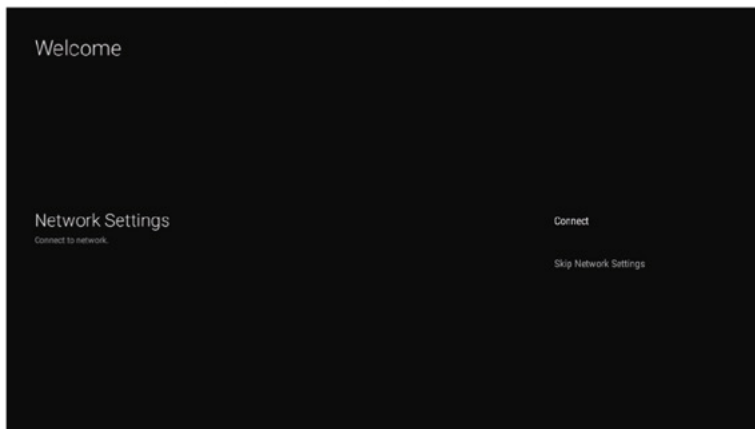 Welcome
Network Settings
Connect to network.
Connect
Skip Network Settings